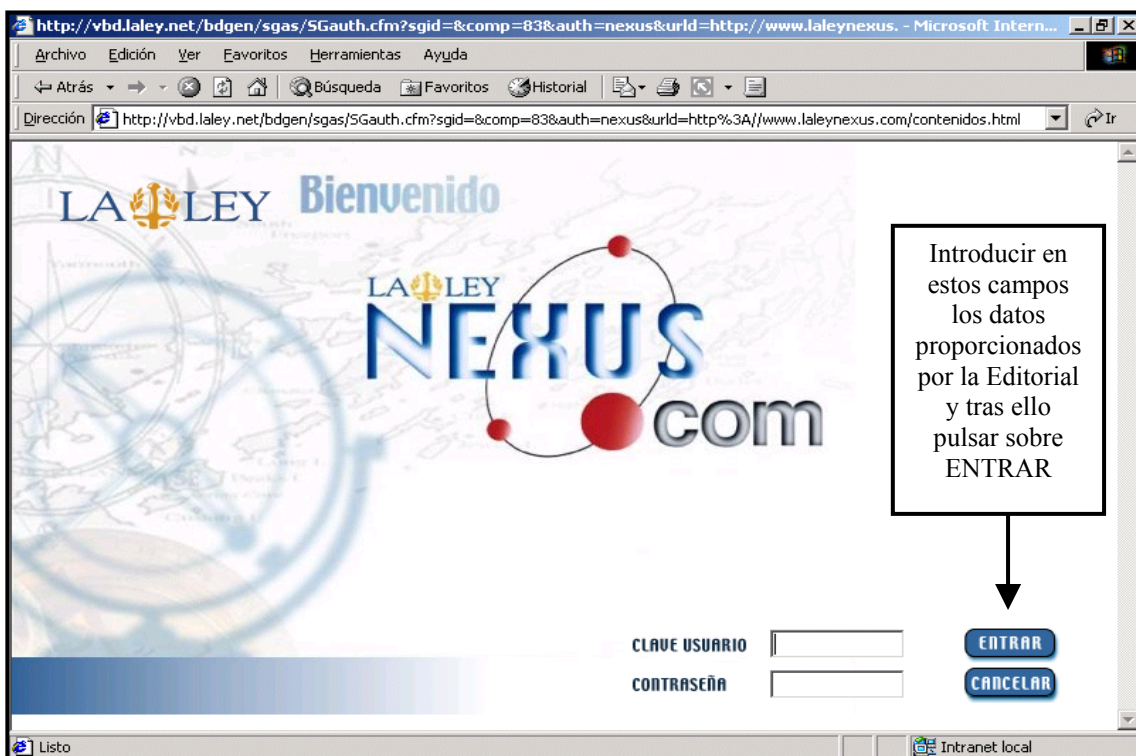 http://vbd.laley.net/bdgen/sgas/SGauth.cfm?sgid=&comp=83&auth=nexus&urld=http://www.laleynexus. - Microsoft Intern...
Archivo Edición Ver Favoritos Herramientas Ayuda
Atrás Búsqueda Favoritos Historial
Dirección http://vbd.laley.net/bdgen/sgas/SGauth.cfm?sgid=&comp=83&auth=nexus&urld=http%3A//www.laleynexus.com/contenidos.html Ir
LA LEY Bienvenido
LA LEY
NEXUS
com
Introducir en
estos campos
los datos
proporcionados
por la Editorial
y tras ello
pulsar sobre
ENTRAR
CLAVE USUARIO ENTRAR
CONTRASEÑA CANCELAR
Listo Intranet local